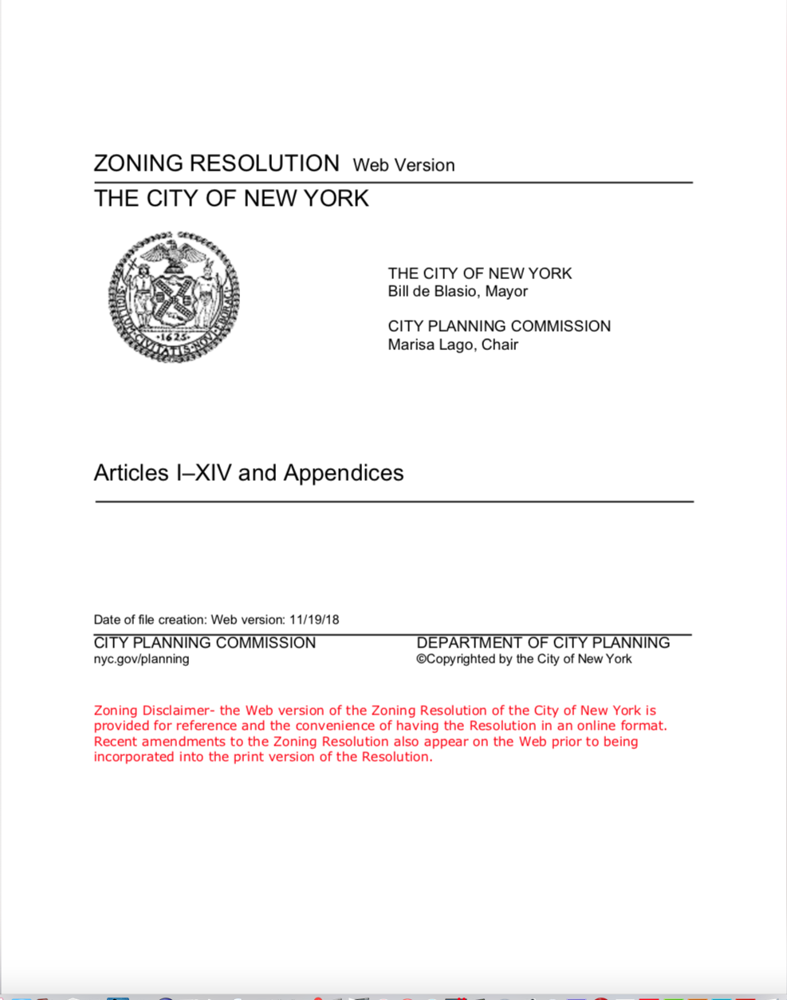 ZONING RESOLUTION Web Version
THE CITY OF NEW YORK
SIGILLUM·CIVITATIS·NOVI·EBORACI
·1625·
THE CITY OF NEW YORK
Bill de Blasio, Mayor
CITY PLANNING COMMISSION
Marisa Lago, Chair
Articles I–XIV and Appendices
Date of file creation: Web version: 11/19/18
CITY PLANNING COMMISSION
nyc.gov/planning
DEPARTMENT OF CITY PLANNING
©Copyrighted by the City of New York
Zoning Disclaimer- the Web version of the Zoning Resolution of the City of New York is
provided for reference and the convenience of having the Resolution in an online format.
Recent amendments to the Zoning Resolution also appear on the Web prior to being
incorporated into the print version of the Resolution.